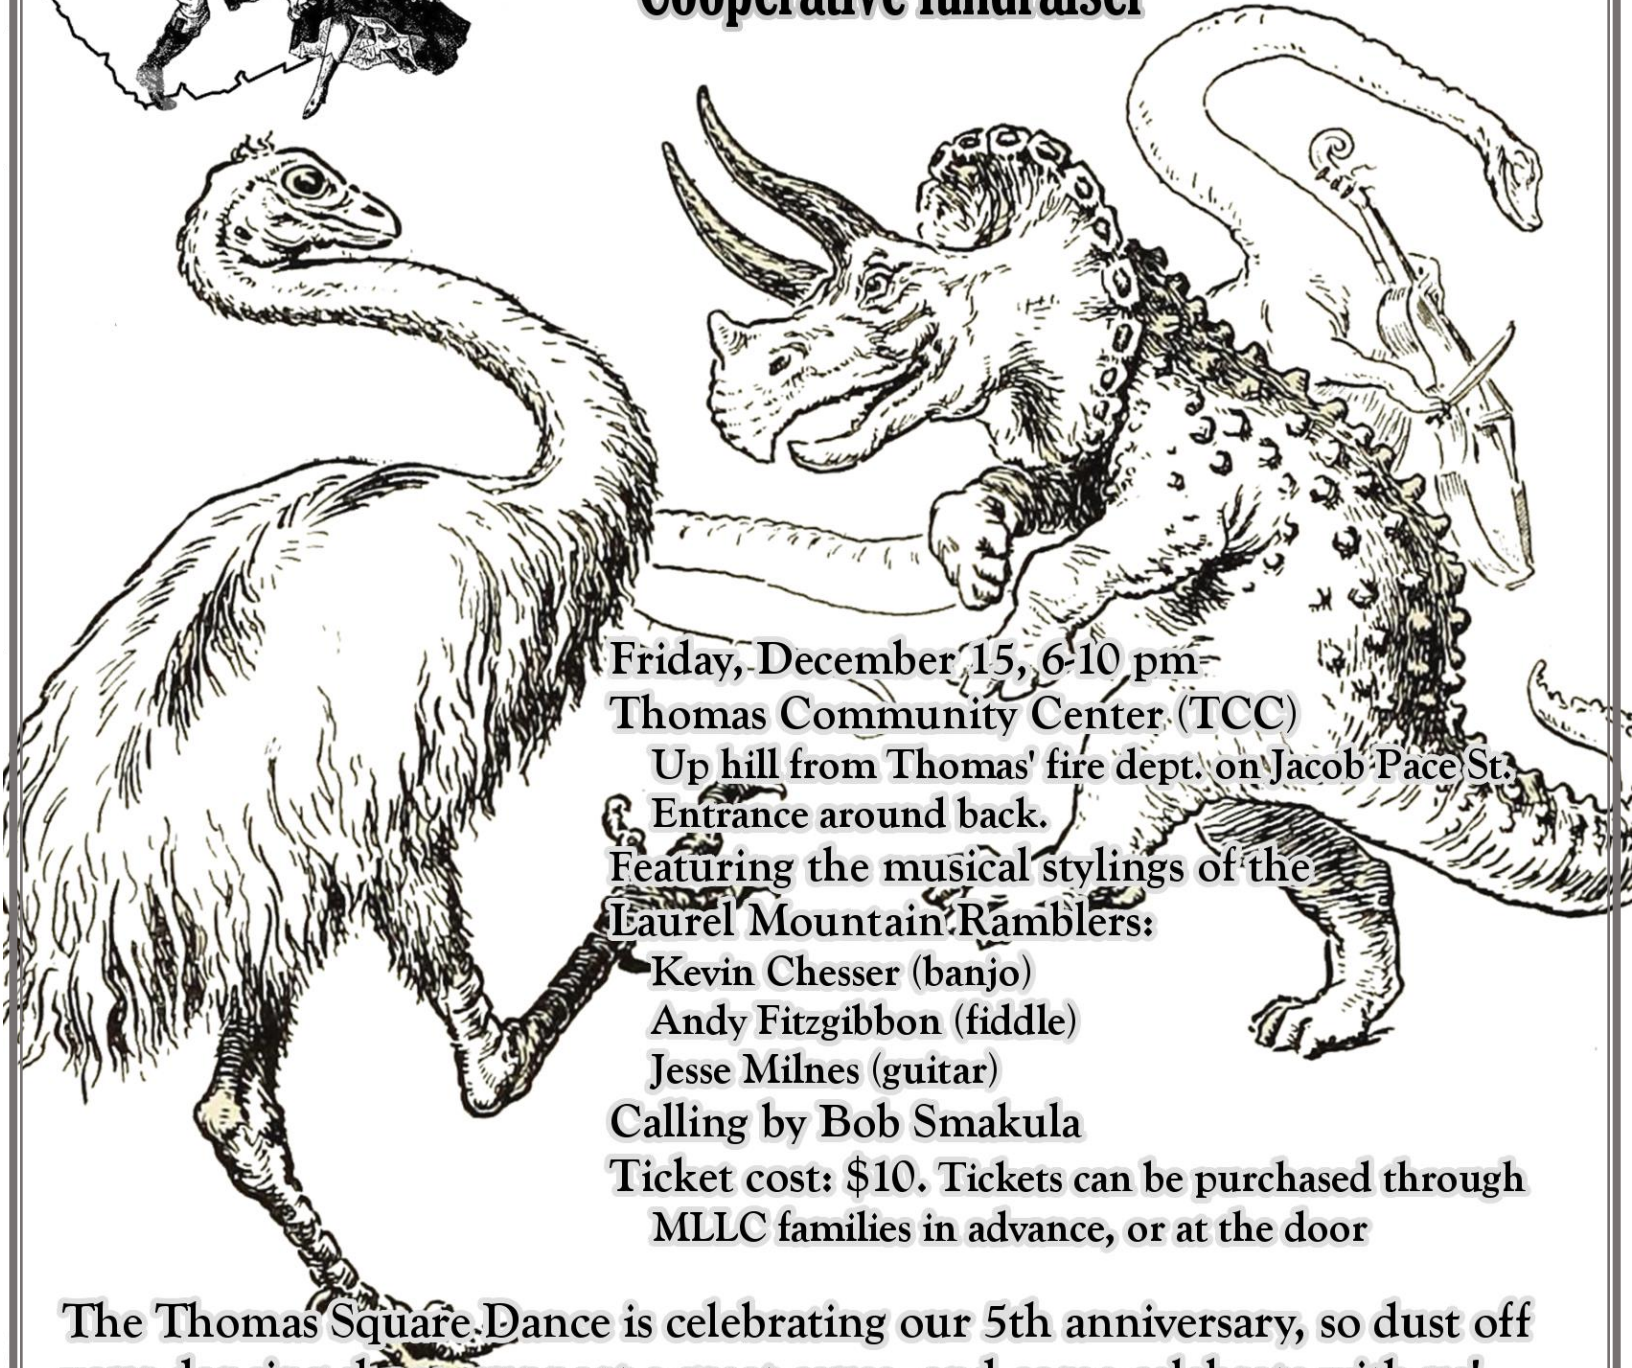 Cooperative fundraiser
Friday, December 15, 6-10 pm
Thomas Community Center (TCC)
Up hill from Thomas' fire dept. on Jacob Pace St.
Entrance around back.
Featuring the musical stylings of the
Laurel Mountain Ramblers:
Kevin Chesser (banjo)
Andy Fitzgibbon (fiddle)
Jesse Milnes (guitar)
Calling by Bob Smakula
Ticket cost: $10. Tickets can be purchased through
MLLC families in advance, or at the door
The Thomas Square Dance is celebrating our 5th anniversary, so dust off